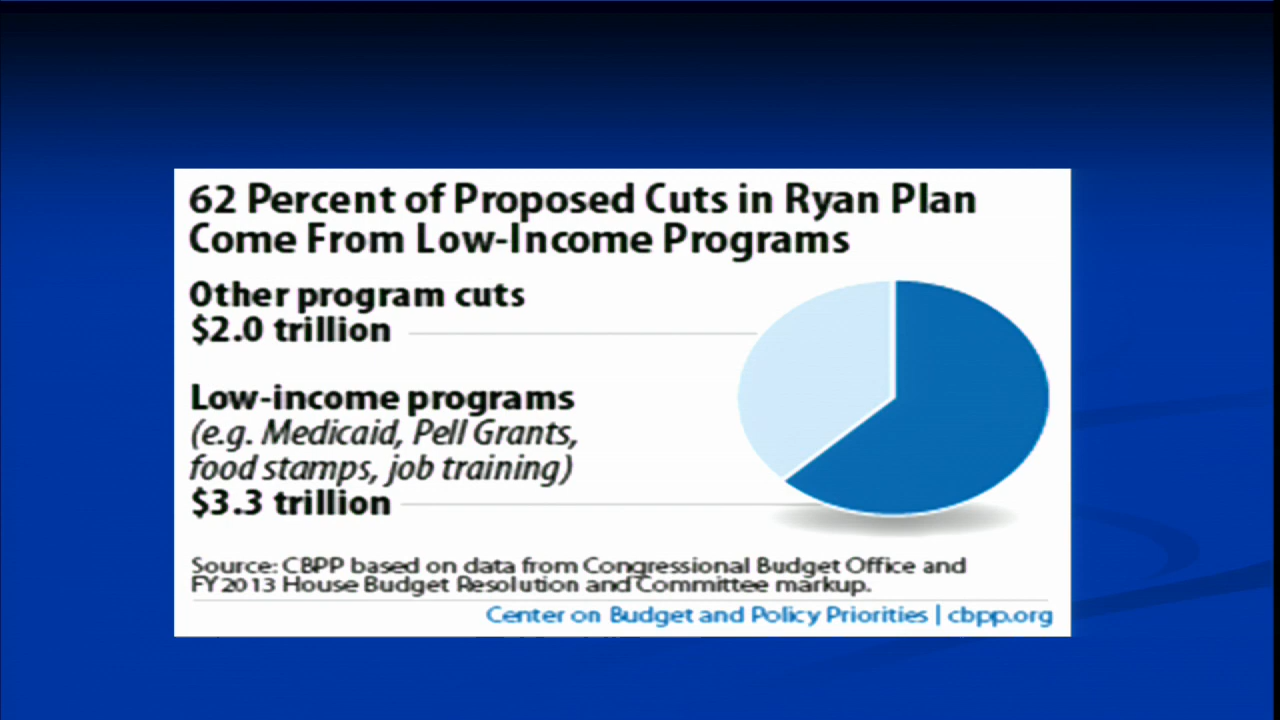 62 Percent of Proposed Cuts in Ryan Plan
Come From Low-Income Programs
Other program cuts
$2.0 trillion
Low-income programs
(e.g. Medicaid, Pell Grants,
food stamps, job training)
$3.3 trillion
Source: CBPP based on data from Congressional Budget Office and
FY2013 House Budget Resolution and Committee markup.
Center on Budget and Policy Priorities | cbpp.org